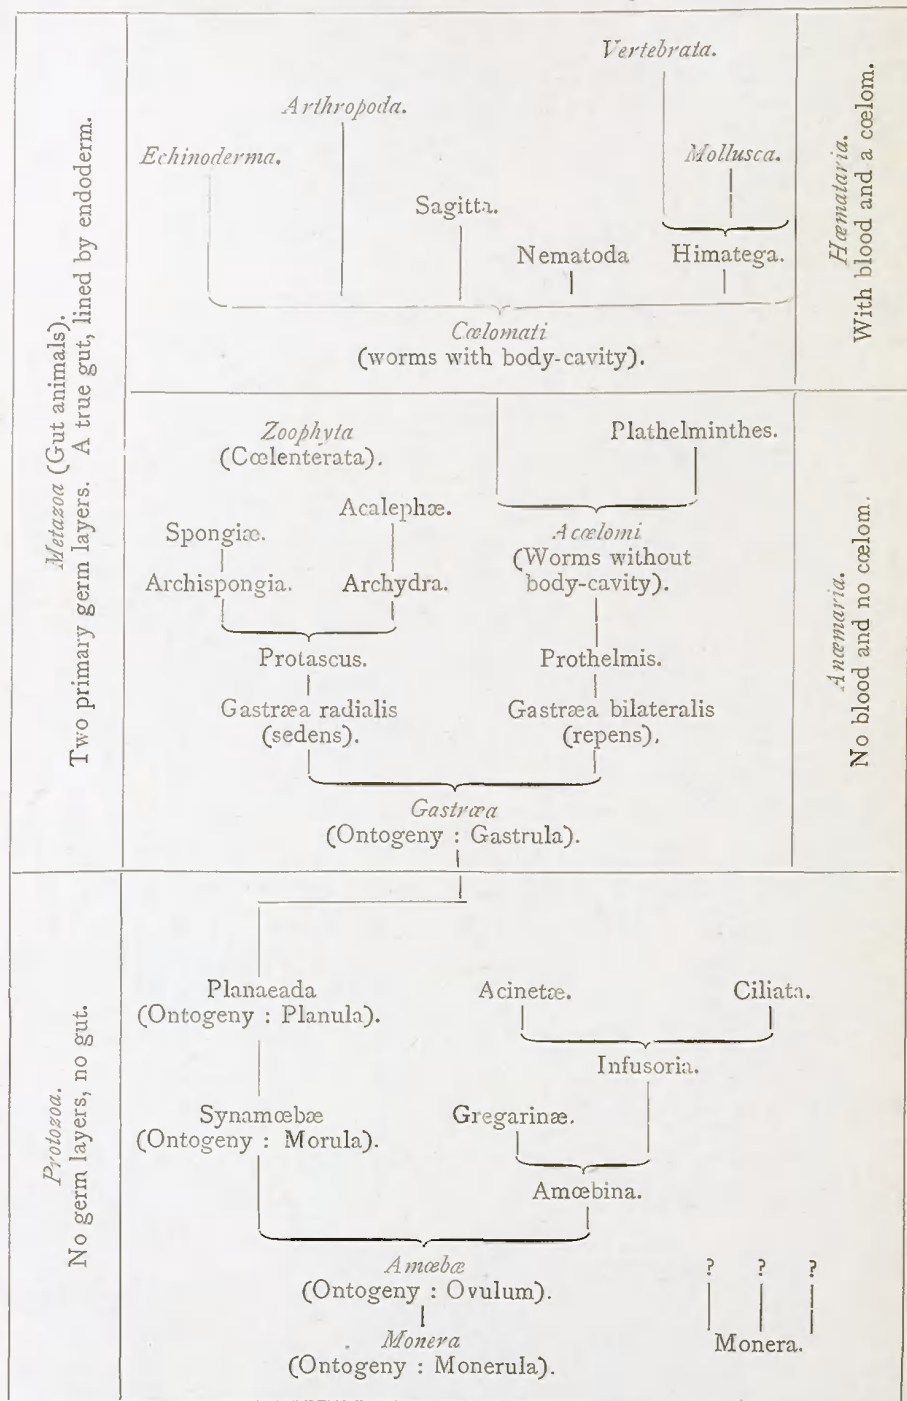 Vertebrata.
Arthropoda.
Echinoderma.
Mollusca.
Sagitta.
Nematoda
Himatega.
Cœlomati
(worms with body-cavity).
Hæmataria.
With blood and a cœlom.
Metazoa (Gut animals).
Two primary germ layers. A true gut, lined by endoderm.
Zoophyta
(Cœlenterata).
Plathelminthes.
Acalephæ.
Spongiæ.
Acœlomi
(Worms without
body-cavity).
Archispongia.
Archydra.
Protascus.
Prothelmis.
Gastræa radialis
(sedens).
Gastræa bilateralis
(repens).
Gastræa
(Ontogeny : Gastrula).
Anæmaria.
No blood and no cœlom.
Protozoa.
No germ layers, no gut.
Planaeada
(Ontogeny : Planula).
Acinetæ.
Ciliata.
Infusoria.
Synamœbæ
(Ontogeny : Morula).
Gregarinæ.
Amœbina.
Amœbæ
(Ontogeny : Ovulum).
? ? ?
Monera
(Ontogeny : Monerula).
Monera.